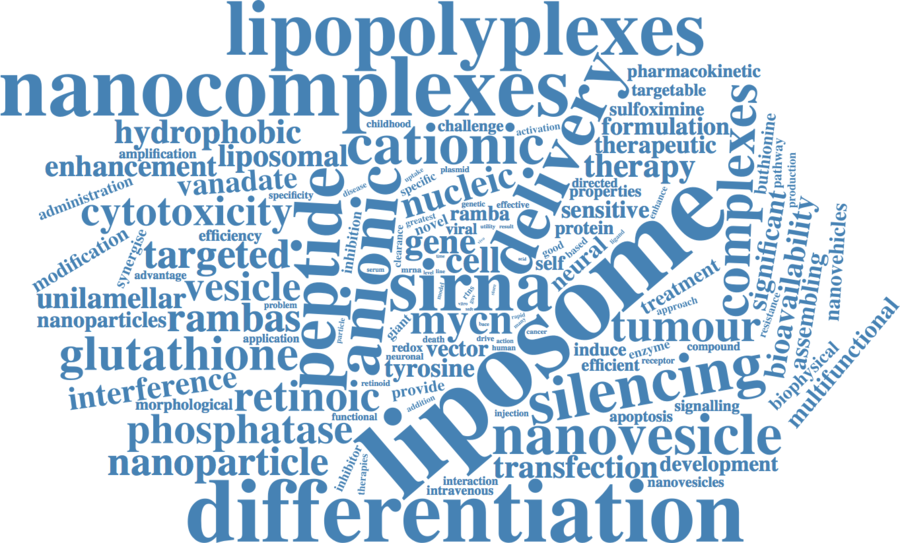 lipopolyplexes
nanocomplexes
delivery
pharmacokinetic
targetable
sulfoximine
formulation
therapeutic
therapy
complexes
buthionine
pathway
production
childhood
challenge
activation
hydrophobic
cationic
amplification
liposomal
enhancement
vanadate
administration
specificity
disease
uptake
specific
plasmid
nucleic
directed
properties
enhance
cytotoxicity
peptide
anionic
inhibition
clearance
greatest
genetic
effective
novel
ramba
viral
utility
result
sensitive
protein
significant
bioavailability
nanovehicles
modification
synergise
efficiency
targeted
advantage
gene
cell
acid
self
good
based
ligand
neural
serum
mrna
level
line
time
vesicle
unilamellar
problem
nanoparticles
rambas
application
particle
giant
sirna
model
mycn
liposome
treatment
approach
resistance
assembling
tumour
rapid
cancer
death
drive
action
human
redox
neuronal
vector
tyrosine
induce
enzyme
receptor
compound
efficient
biophysical
multifunctional
glutathione
interference
morphological
retinoic
retinoid
provide
addition
functional
silencing
signalling
apoptosis
injection
phosphatase
nanovesicle
nanoparticle
inhibitor
therapies
transfection
development
interaction
intravenous
nanovesicles
differentiation